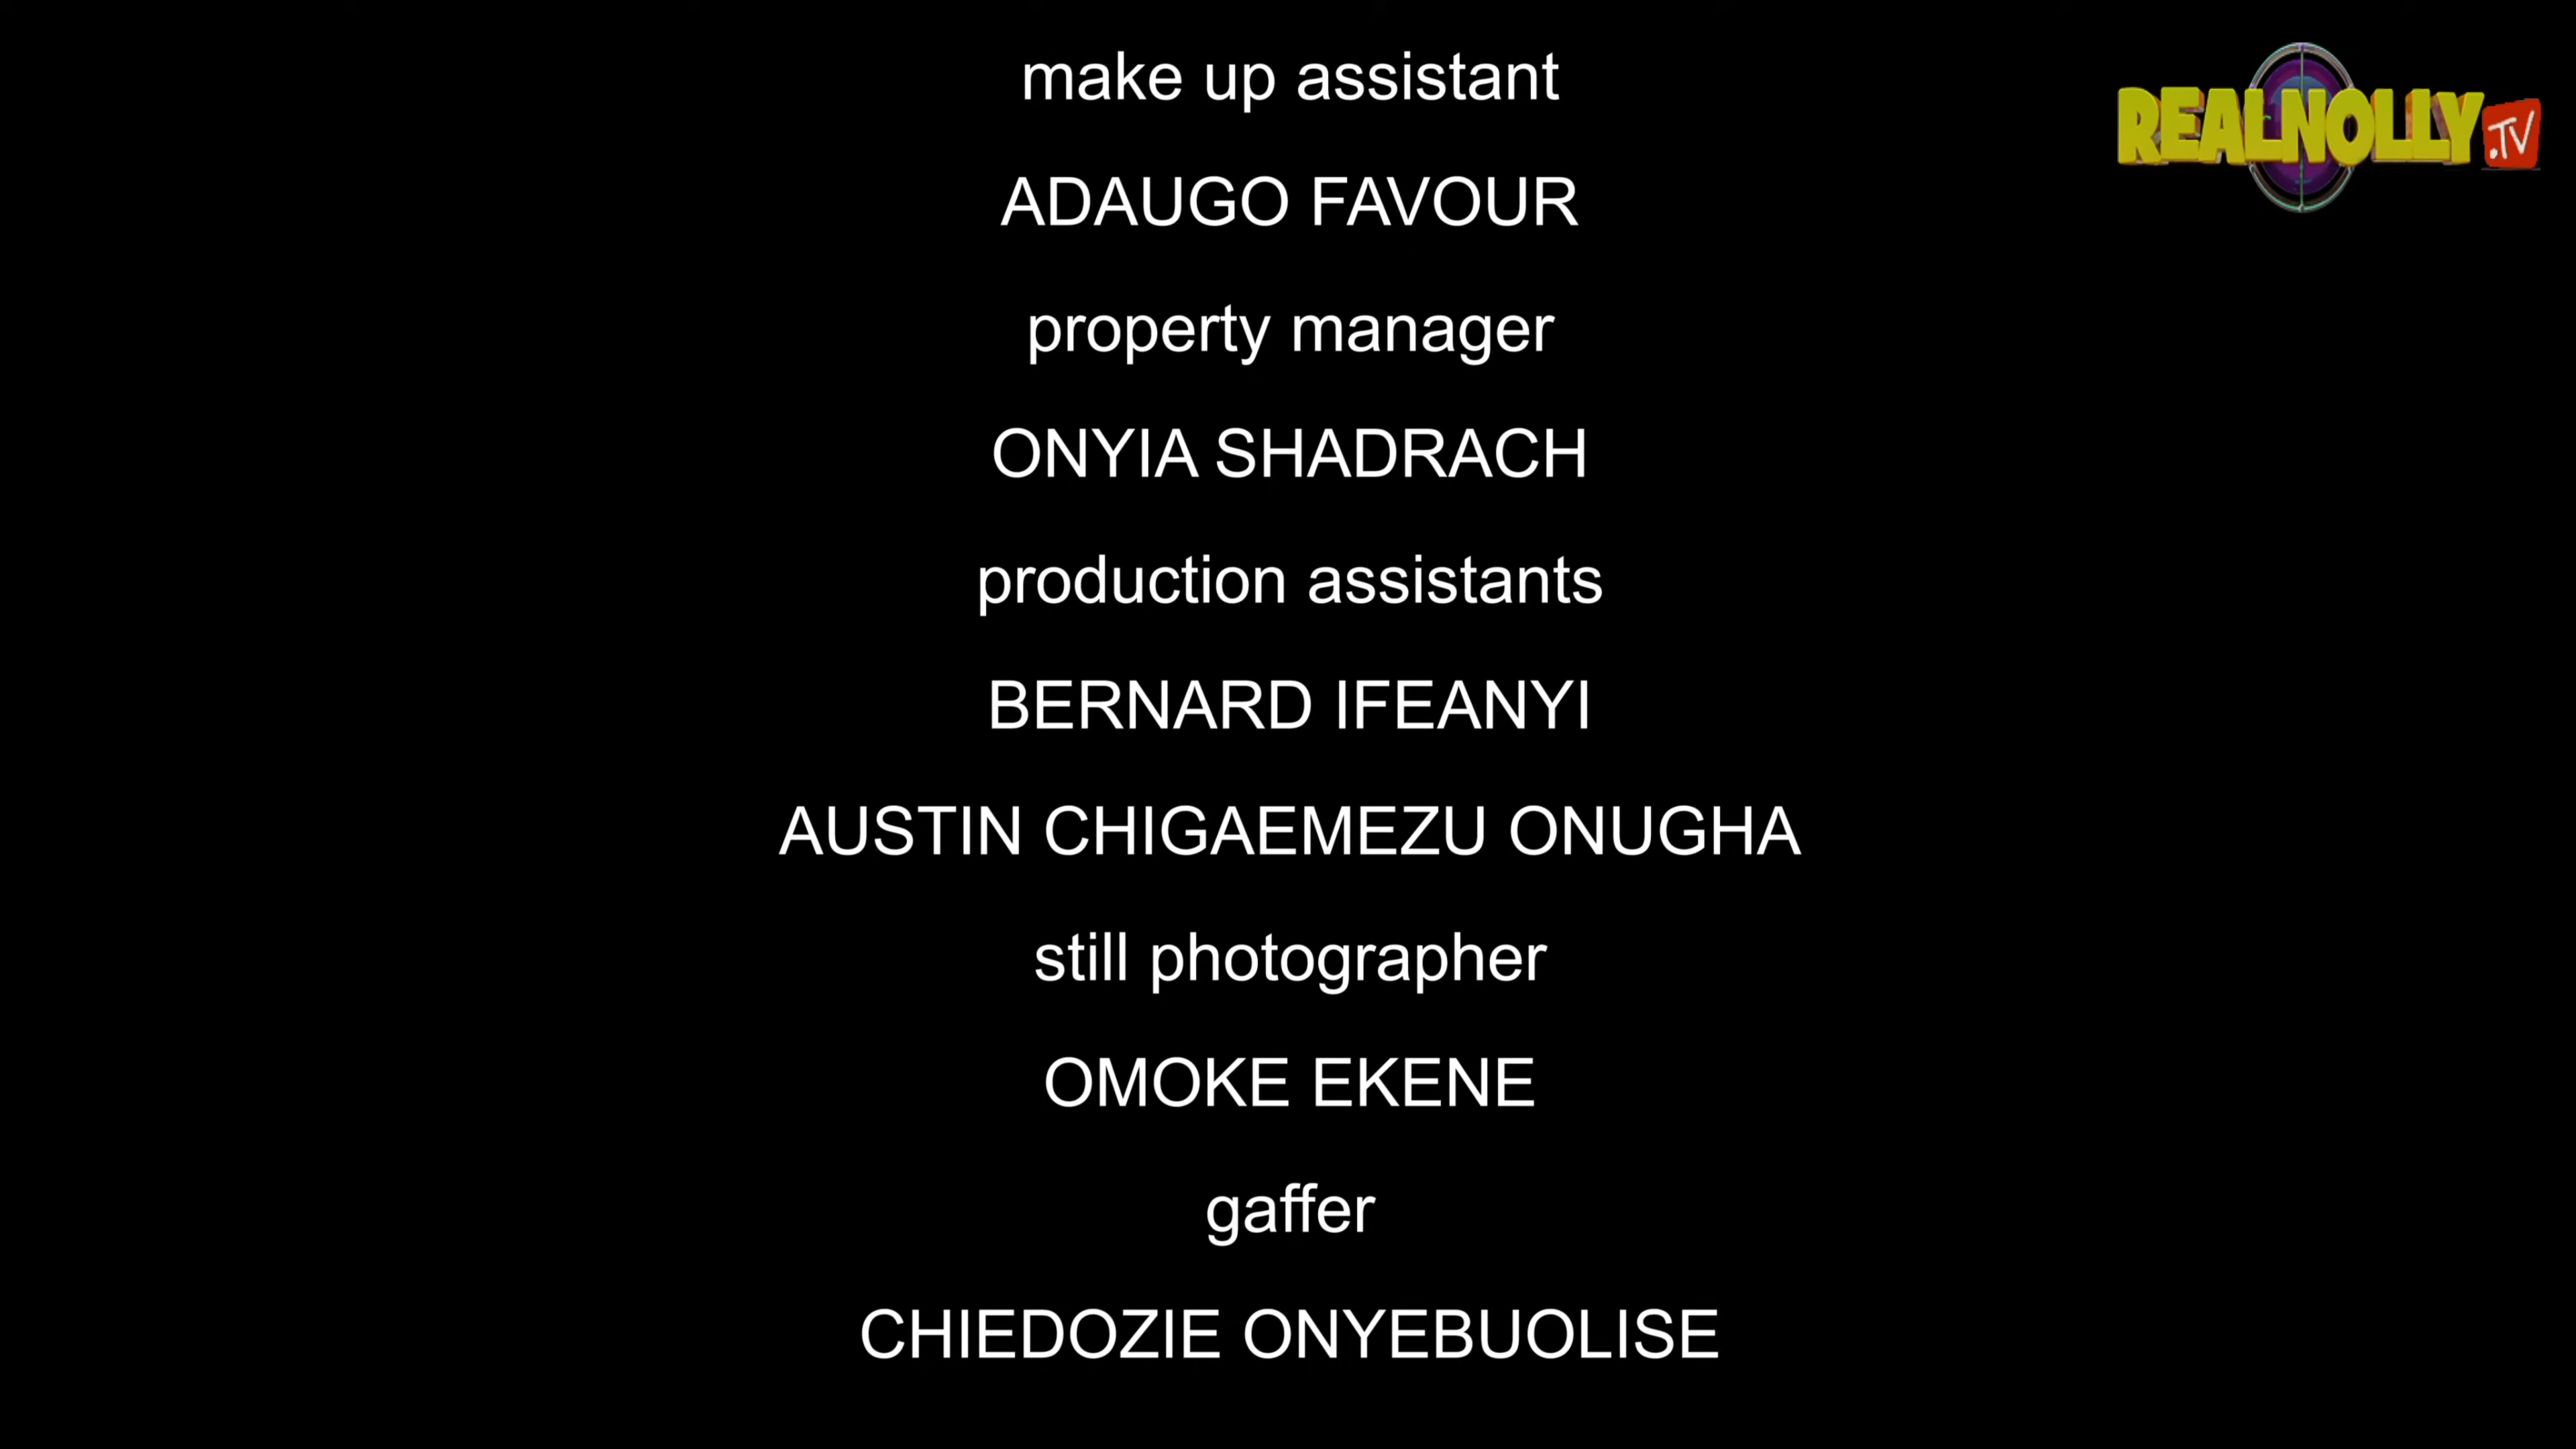 make up assistant
REALNOLLY.TV
ADAUGO FAVOUR
property manager
ONYIA SHADRACH
production assistants
BERNARD IFEANYI
AUSTIN CHIGAEMEZU ONUGHA
still photographer
OMOKE EKENE
gaffer
CHIEDOZIE ONYEBUOLISE